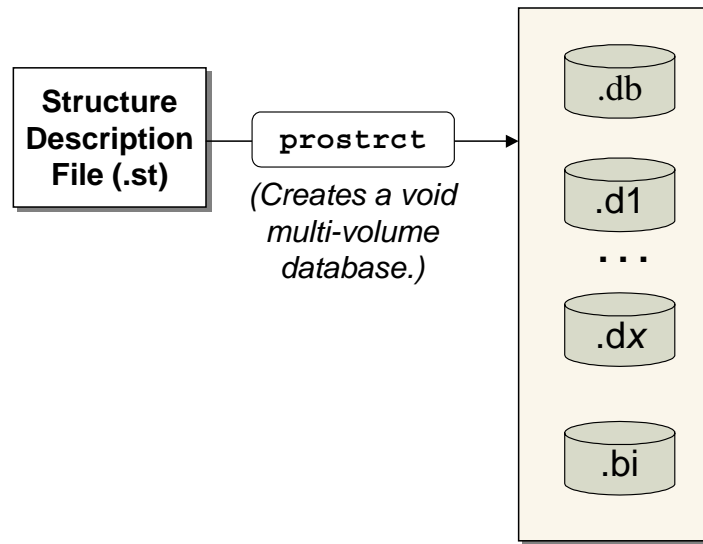 Structure
Description
File (.st)
prostrct
(Creates a void
multi-volume
database.)
.db
.d1
...
.dx
.bi